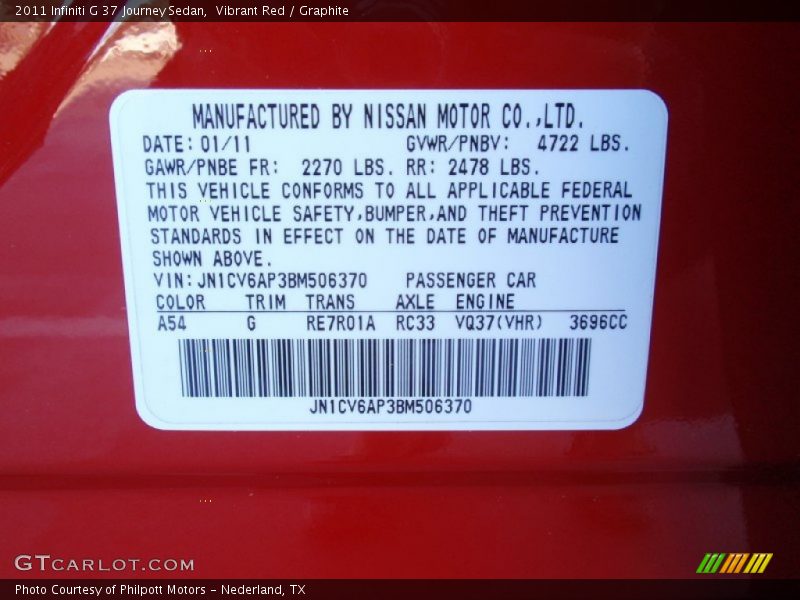 2011 Infiniti G 37 Journey Sedan,  Vibrant Red / Graphite
MANUFACTURED BY NISSAN MOTOR CO.,LTD.
DATE: 01/11 GVWR/PNBV: 4722 LBS.
GAWR/PNBE FR: 2270 LBS. RR: 2478 LBS.
THIS VEHICLE CONFORMS TO ALL APPLICABLE FEDERAL
MOTOR VEHICLE SAFETY,BUMPER,AND THEFT PREVENTION
STANDARDS IN EFFECT ON THE DATE OF MANUFACTURE
SHOWN ABOVE.
VIN: JN1CV6AP3BM506370 PASSENGER CAR
COLOR TRIM TRANS AXLE ENGINE
A54 G RE7R01A RC33 VQ37(VHR) 3696CC
JN1CV6AP3BM506370
GTCARLOT.COM
Photo Courtesy of Philpott Motors - Nederland, TX